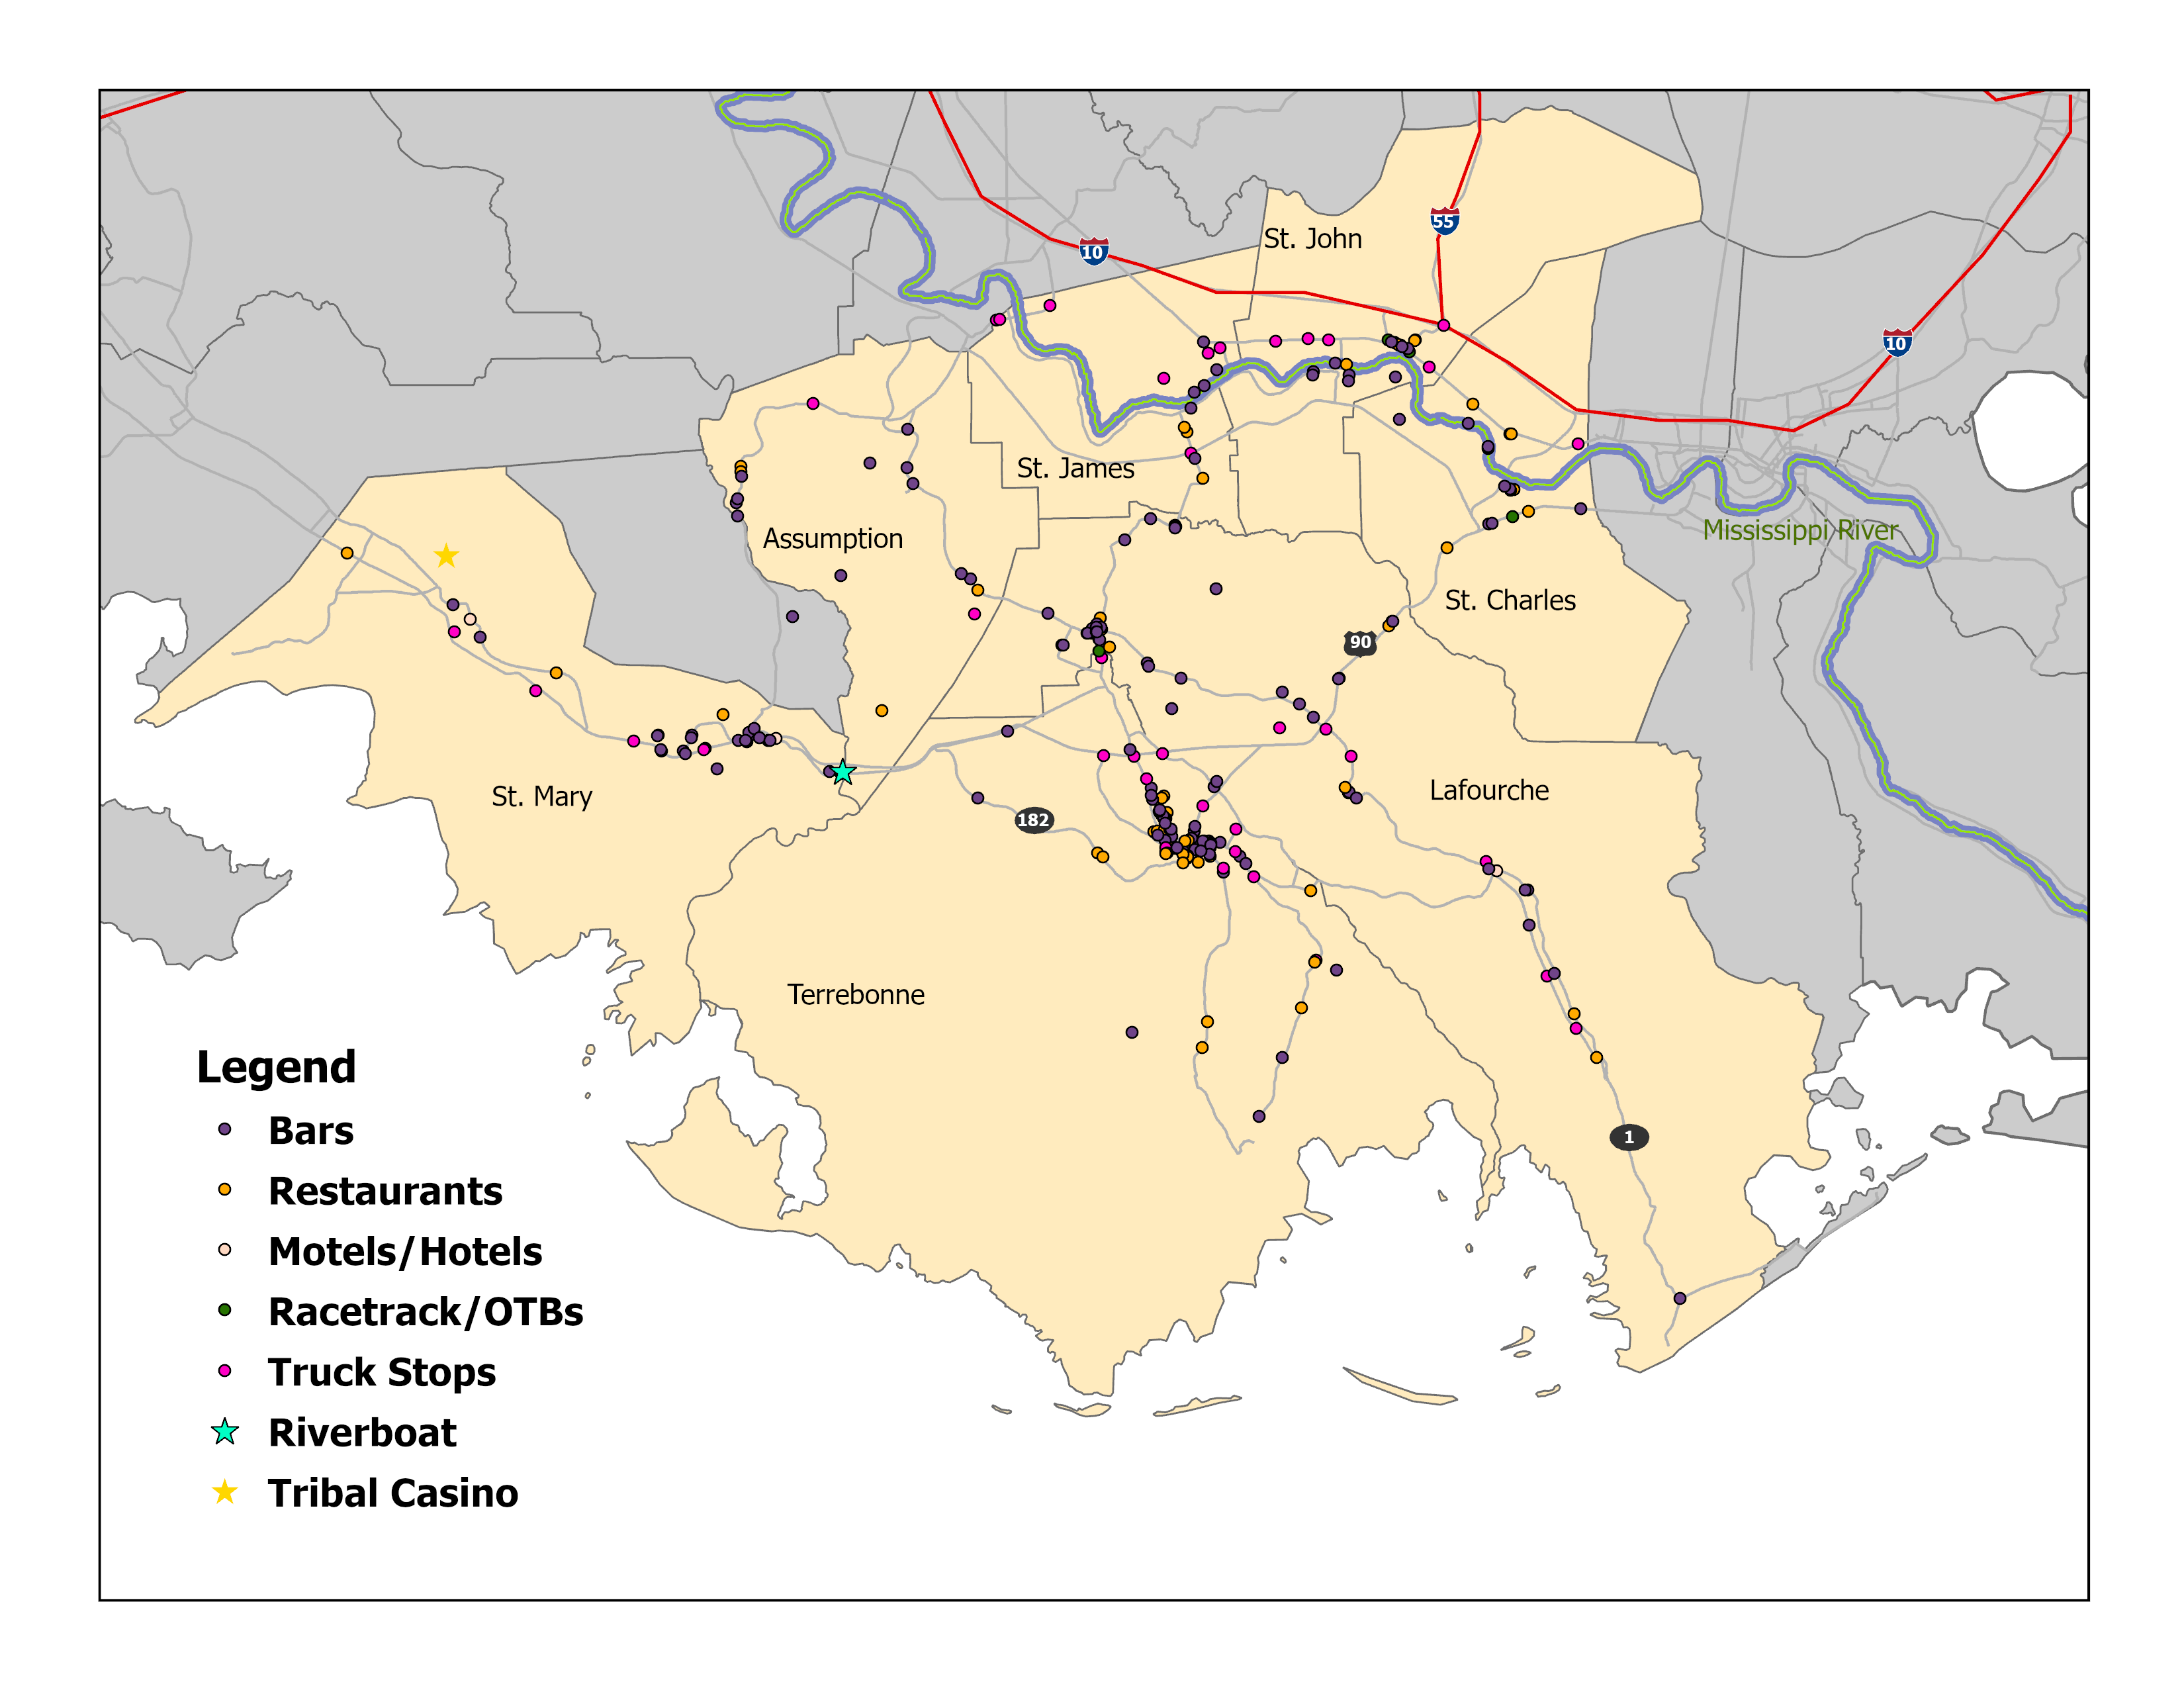 55
St. John
10
10
St. James
Mississippi River
Assumption
St. Charles
90
Lafourche
St. Mary
182
Terrebonne
1
Legend
Bars
Restaurants
Motels/Hotels
Racetrack/OTBs
Truck Stops
Riverboat
Tribal Casino